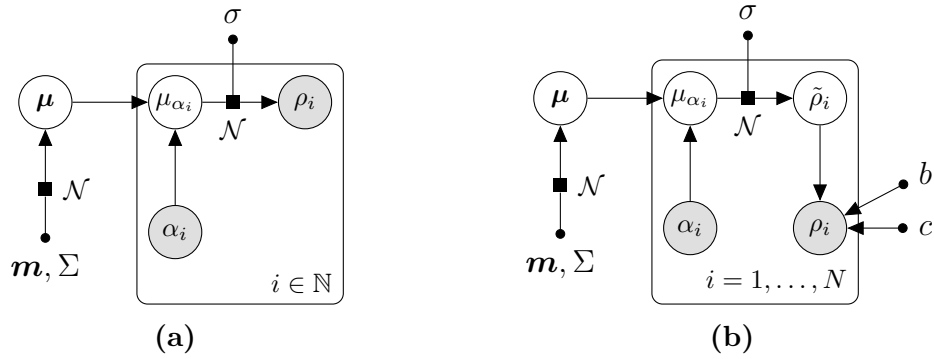 σ
μ
μ_{α_i}
ρ_i
𝒩
𝒩
α_i
m, Σ
i ∈ ℕ
(a)
σ
μ
μ_{α_i}
ρ̃_i
𝒩
𝒩
b
α_i
ρ_i
c
m, Σ
i = 1, . . . , N
(b)